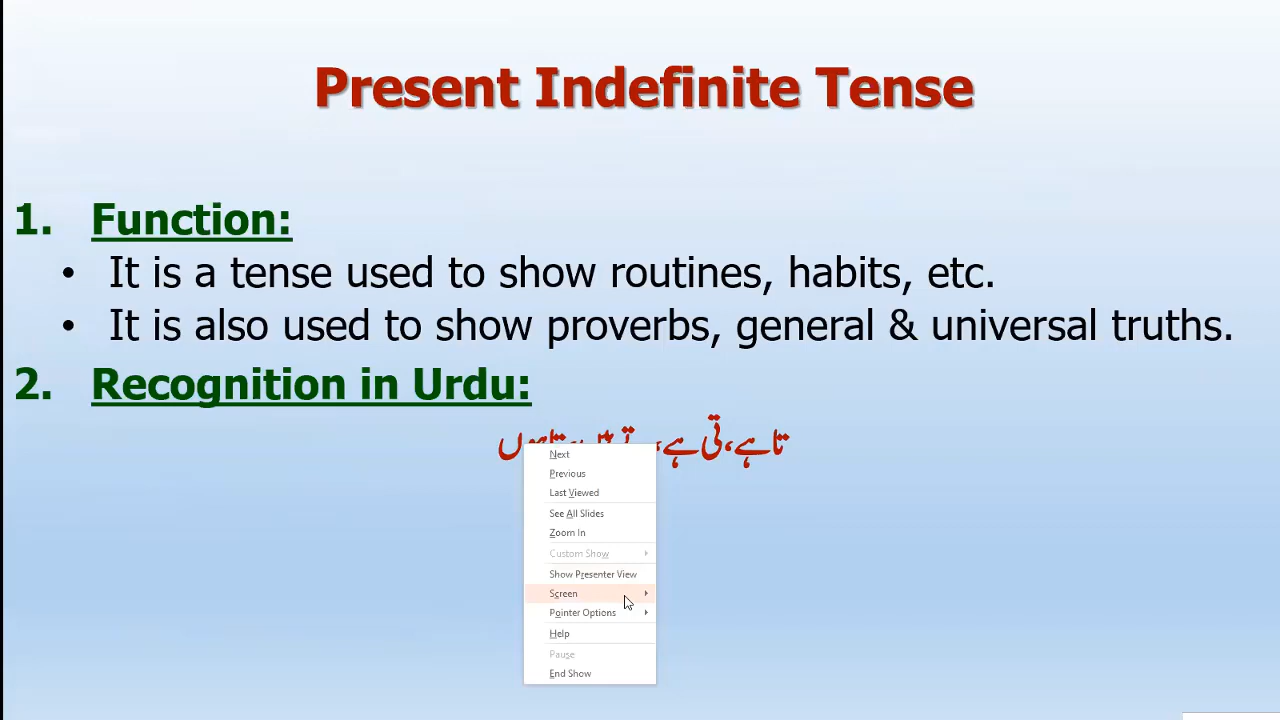 Present Indefinite Tense
1. Function:
• It is a tense used to show routines, habits, etc.
• It is also used to show proverbs, general & universal truths.
2. Recognition in Urdu:
تا ہے، تی ہے،
Next
Previous
Last Viewed
See All Slides
Zoom In
Custom Show
Show Presenter View
Screen
Pointer Options
Help
Pause
End Show